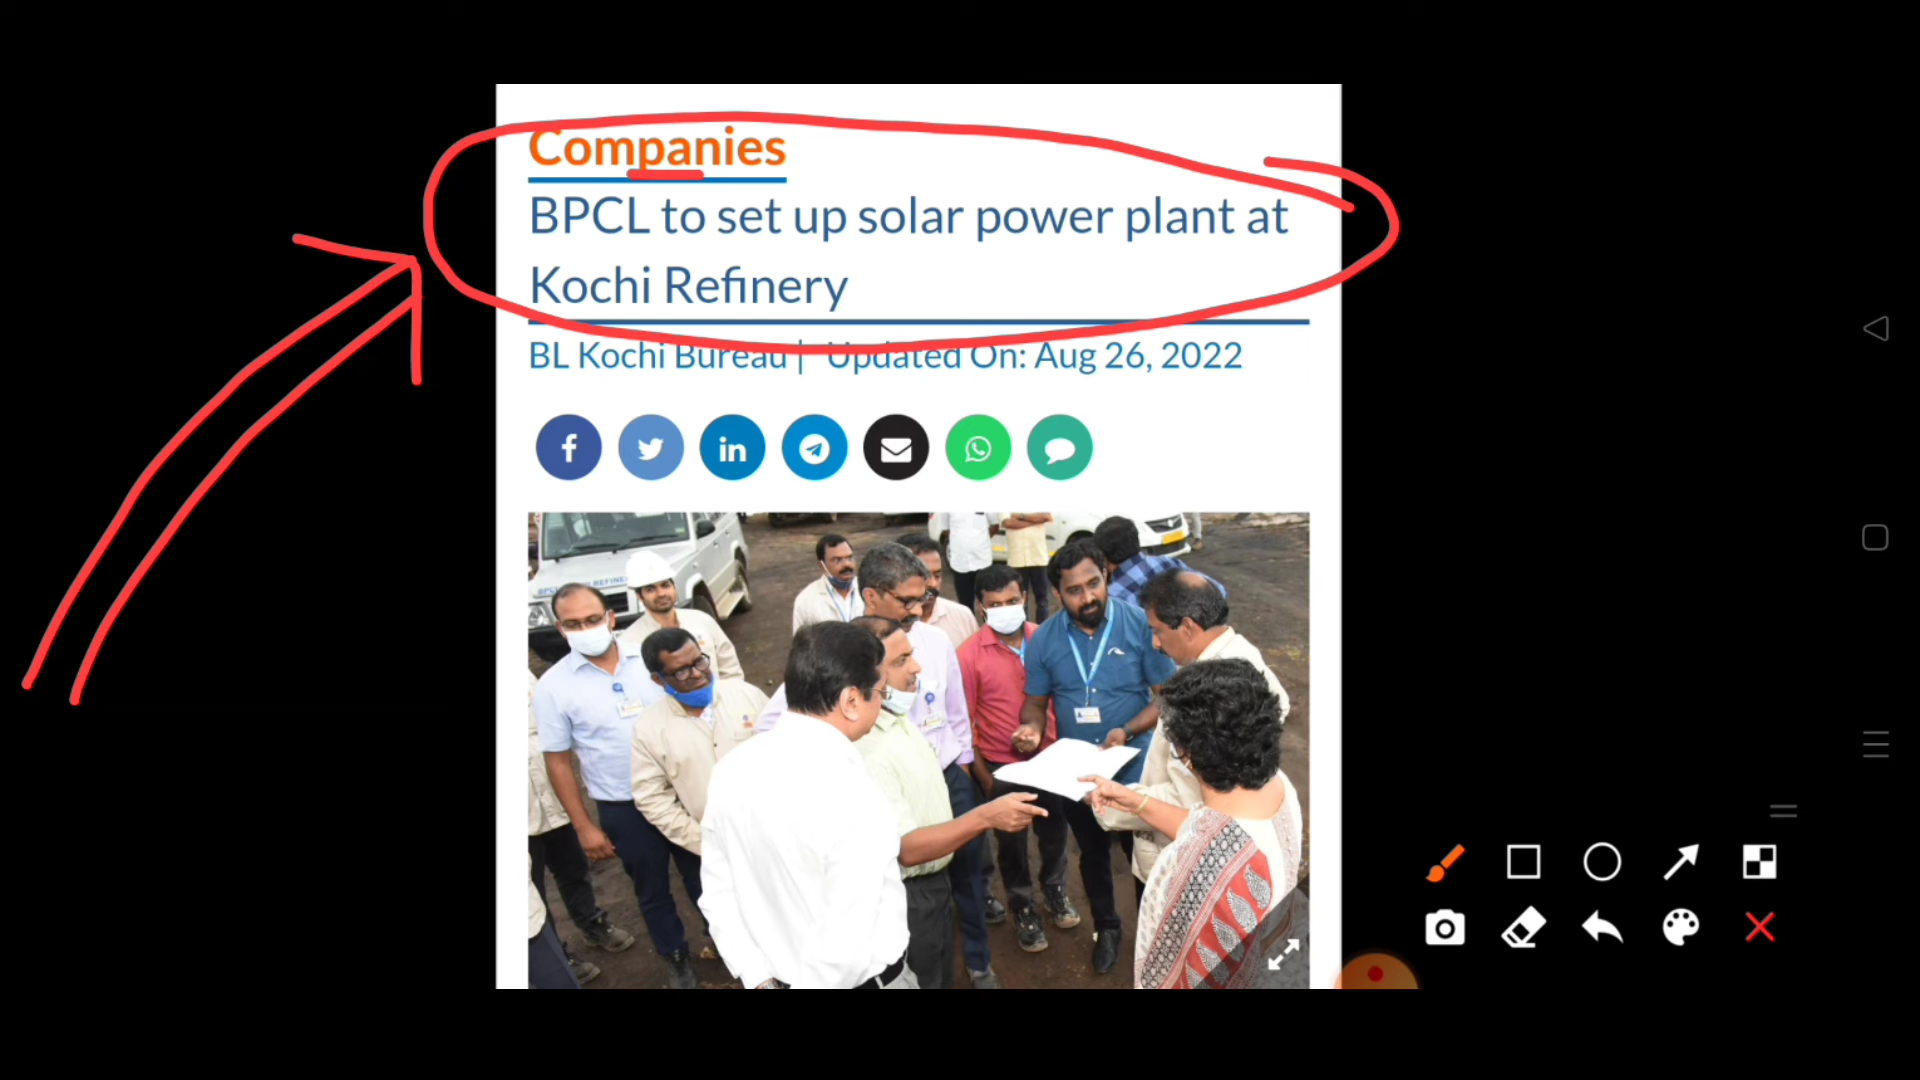 Companies
BPCL to set up solar power plant at
Kochi Refinery
BL Kochi Bureau | Updated On: Aug 26, 2022